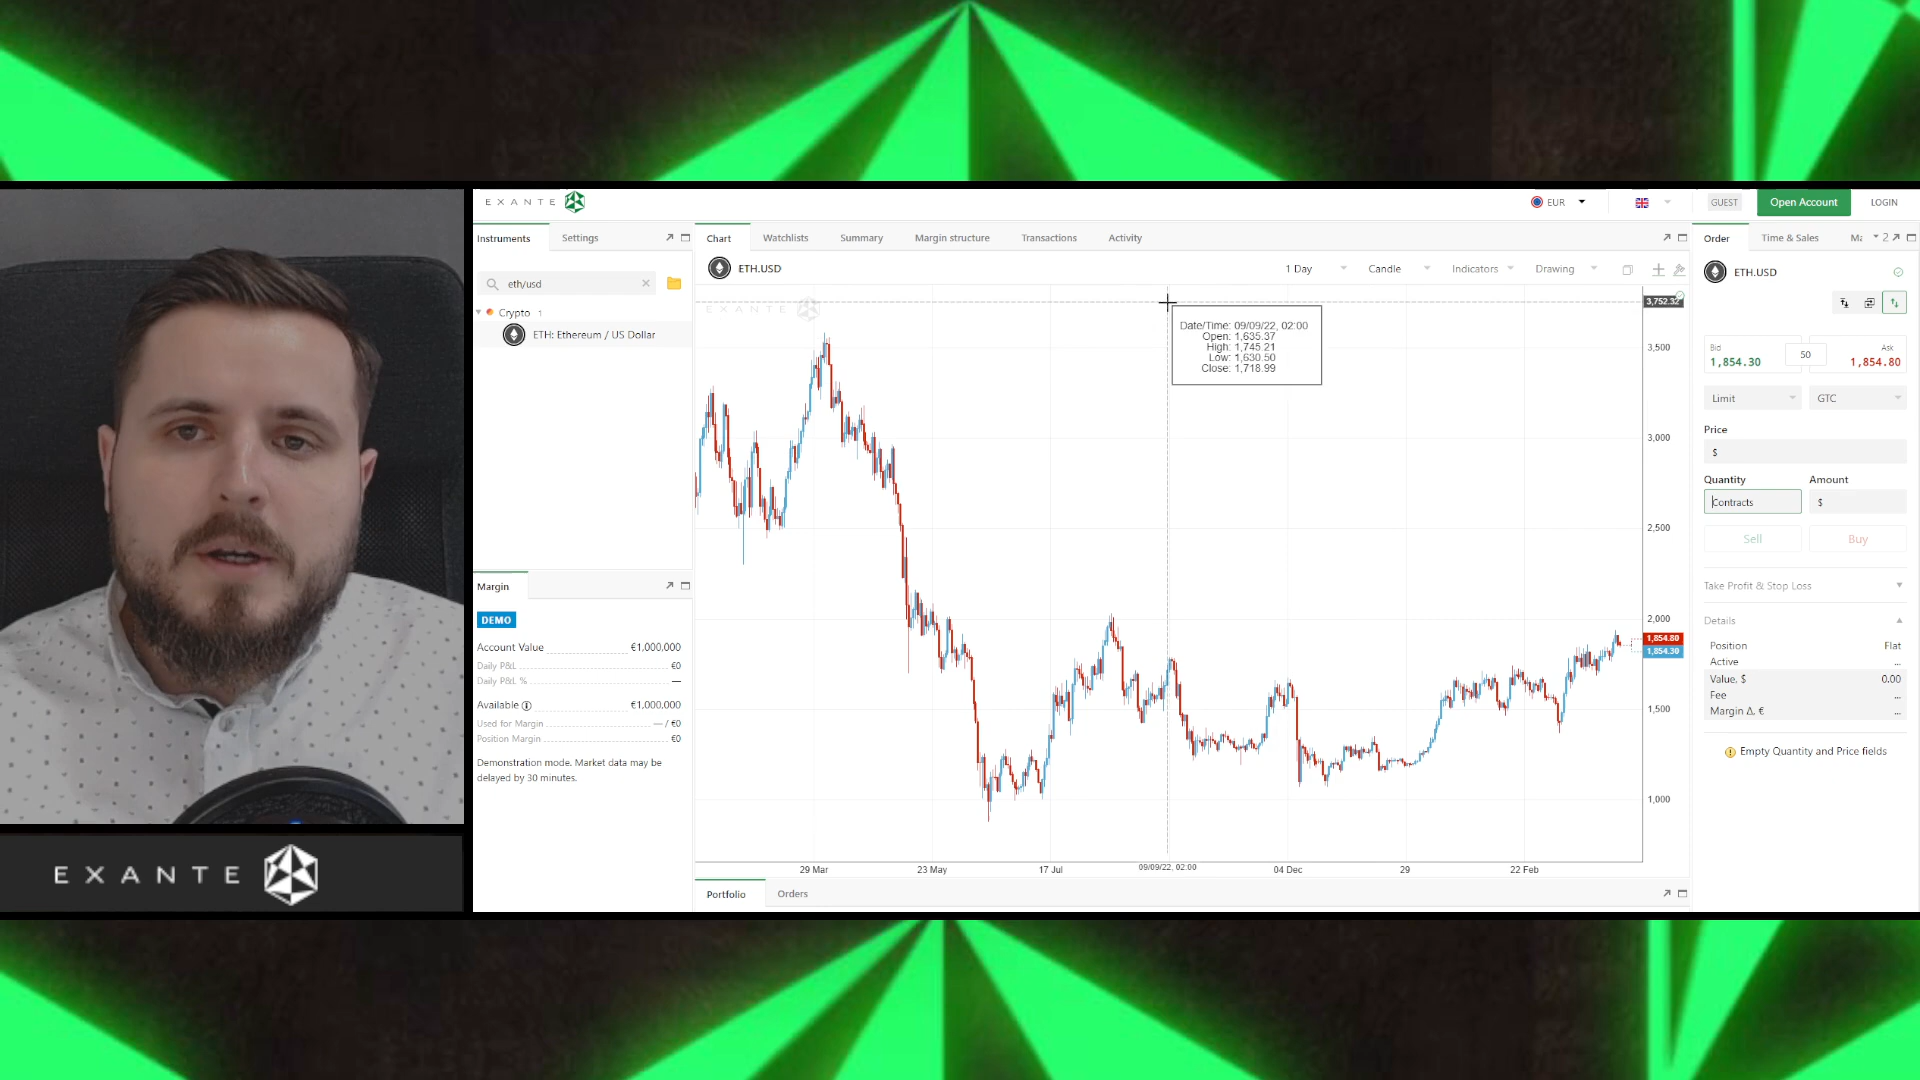 EXANTE
EUR
GUEST
Open Account
LOGIN
Instruments
Settings
eth/usd
Crypto 1
ETH: Ethereum / US Dollar
Margin
DEMO
Account Value €1,000,000
Daily P&L €0
Daily P&L % —
Available €1,000,000
Used for Margin — / €0
Position Margin €0
Demonstration mode. Market data may be
delayed by 30 minutes.
Chart
Watchlists
Summary
Margin structure
Transactions
Activity
ETH.USD
1 Day
Candle
Indicators
Drawing
EXANTE
3,752.32
Date/Time: 09/09/22, 02:00
Open: 1,635.37
High: 1,745.21
Low: 1,630.50
Close: 1,718.99
3,500
3,000
2,500
2,000
1,854.80
1,854.30
1,500
1,000
29 Mar
23 May
17 Jul
09/09/22, 02:00
04 Dec
29
22 Feb
Portfolio
Orders
Order
Time & Sales
Ma
2
ETH.USD
Bid
1,854.30
50
Ask
1,854.80
Limit
GTC
Price
$
Quantity
Amount
Contracts
$
Sell
Buy
Take Profit & Stop Loss
Details
Position Flat
Active ...
Value, $ 0.00
Fee ...
Margin Δ, € ...
Empty Quantity and Price fields
EXANTE